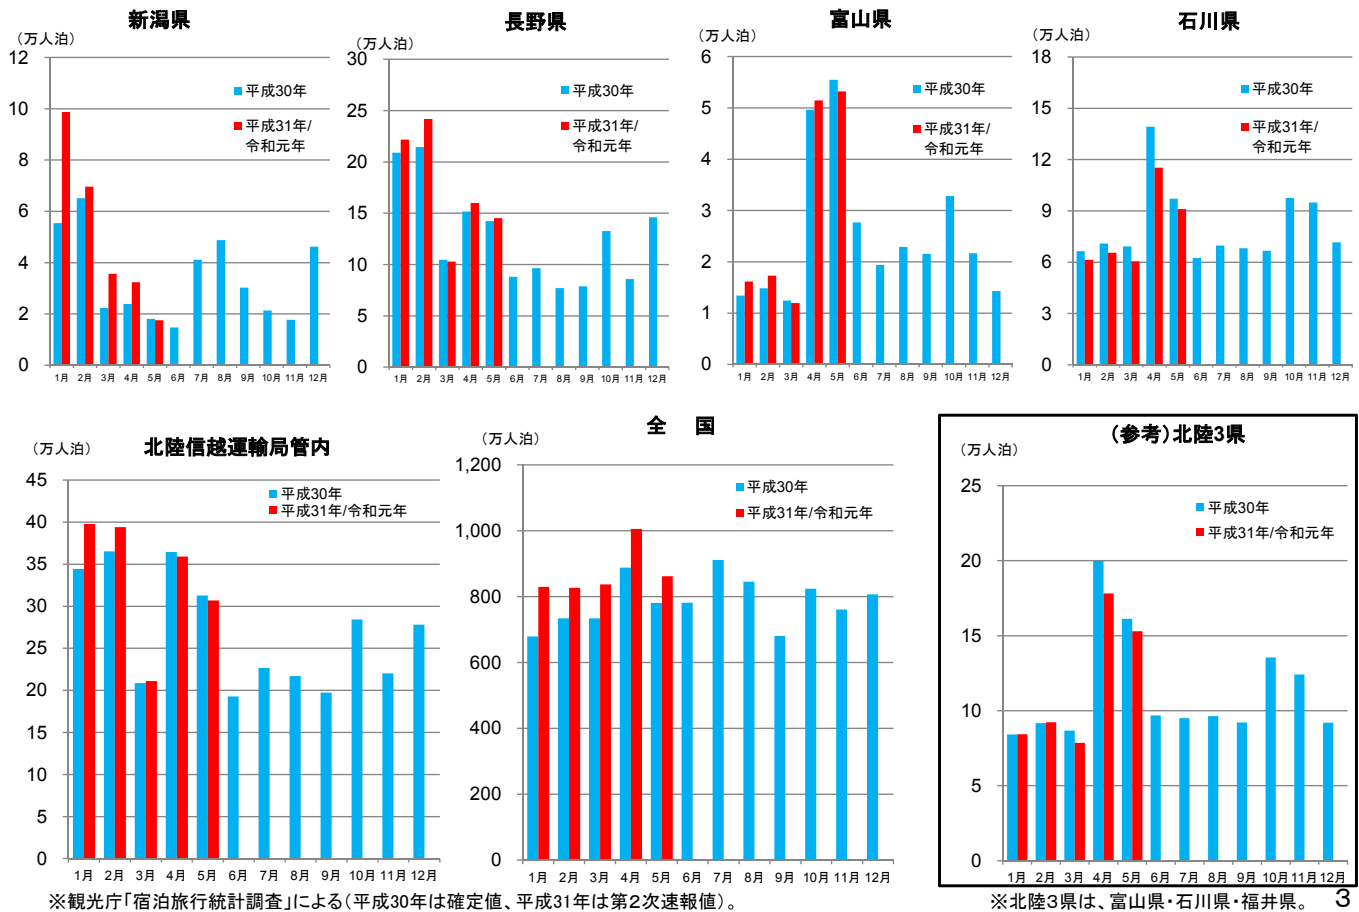 新潟県
(万人泊)
12
10
8
6
4
2
0
平成30年
平成31年/
令和元年
1月 2月 3月 4月 5月 6月 7月 8月 9月 10月 11月 12月
長野県
(万人泊)
30
25
20
15
10
5
0
平成30年
平成31年/
令和元年
1月 2月 3月 4月 5月 6月 7月 8月 9月 10月 11月 12月
富山県
(万人泊)
6
5
4
3
2
1
0
平成30年
平成31年/
令和元年
1月 2月 3月 4月 5月 6月 7月 8月 9月 10月 11月 12月
石川県
(万人泊)
18
15
12
9
6
3
0
平成30年
平成31年/
令和元年
1月 2月 3月 4月 5月 6月 7月 8月 9月 10月 11月 12月
北陸信越運輸局管内
(万人泊)
45
40
35
30
25
20
15
10
5
0
平成30年
平成31年/令和元年
1月 2月 3月 4月 5月 6月 7月 8月 9月 10月 11月 12月
全 国
(万人泊)
1,200
1,000
800
600
400
200
0
平成30年
平成31年/令和元年
1月 2月 3月 4月 5月 6月 7月 8月 9月 10月 11月 12月
(参考)北陸3県
(万人泊)
25
20
15
10
5
0
平成30年
平成31年/令和元年
1月 2月 3月 4月 5月 6月 7月 8月 9月 10月 11月 12月
※観光庁「宿泊旅行統計調査」による(平成30年は確定値、平成31年は第2次速報値)。
※北陸3県は、富山県・石川県・福井県。
3